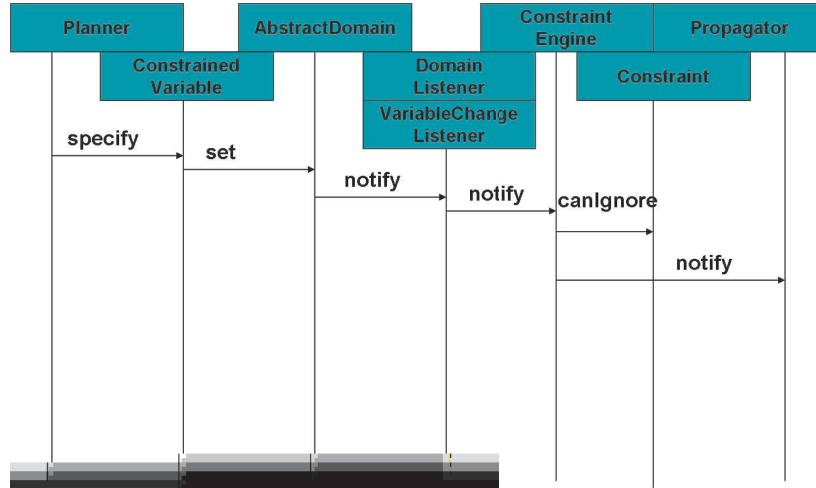 Planner
AbstractDomain
Constraint
Engine
Propagator
Constrained
Variable
Domain
Listener
Constraint
VariableChange
Listener
specify
set
notify
notify
canIgnore
notify